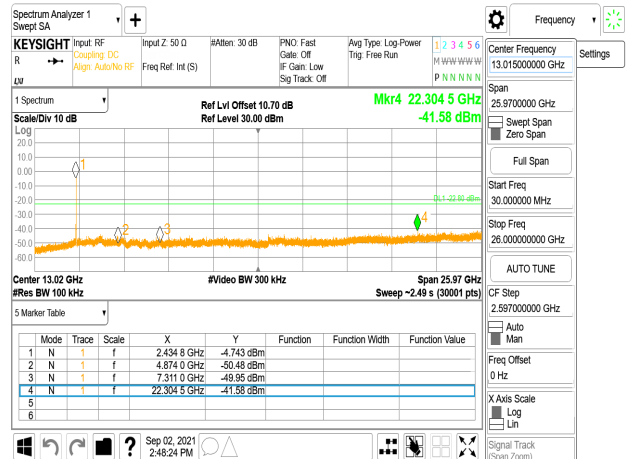 Spectrum Analyzer 1
Swept SA
Frequency
KEYSIGHT
R
Input: RF
Coupling: DC
Align: Auto/No RF
Input Z: 50 Ω
Freq Ref: Int (S)
#Atten: 30 dB
PNO: Fast
Gate: Off
IF Gain: Low
Sig Track: Off
Avg Type: Log-Power
Trig: Free Run
1 2 3 4 5 6
M W W W W W
P N N N N N
LXI
1 Spectrum
Scale/Div 10 dB
Ref Lvl Offset 10.70 dB
Ref Level 30.00 dBm
Mkr4 22.304 5 GHz
-41.58 dBm
Log
20.0
10.0
0.00
-10.0
-20.0
-30.0
-40.0
-50.0
-60.0
1
2
3
4
DL1 -23.80 dBm
Center 13.02 GHz
#Res BW 100 kHz
#Video BW 300 kHz
Span 25.97 GHz
Sweep ~2.49 s (30001 pts)
5 Marker Table
Mode Trace Scale X Y Function Function Width Function Value
1 N 1 f 2.434 8 GHz -4.743 dBm
2 N 1 f 4.874 0 GHz -50.48 dBm
3 N 1 f 7.311 0 GHz -49.95 dBm
4 N 1 f 22.304 5 GHz -41.58 dBm
5
6
?
Sep 02, 2021
2:48:24 PM
Center Frequency
13.015000000 GHz
Settings
Span
25.9700000 GHz
Swept Span
Zero Span
Full Span
Start Freq
30.000000 MHz
Stop Freq
26.000000000 GHz
AUTO TUNE
CF Step
2.597000000 GHz
Auto
Man
Freq Offset
0 Hz
X Axis Scale
Log
Lin
Signal Track
(Span Zoom)